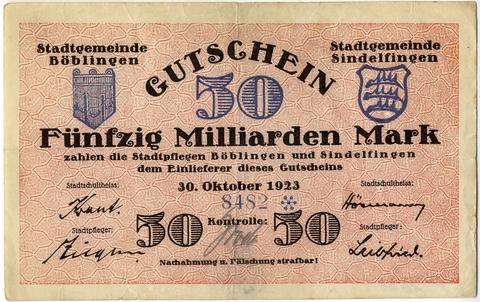 Stadtgemeinde Böblingen
GUTSCHEIN
Stadtgemeinde Sindelfingen
50
Fünfzig Milliarden Mark
zahlen die Stadtpflegen Böblingen und Sindelfingen
dem Einlieferer dieses Gutscheins
30. Oktober 1923
Stadtschultheiss:
8482 *
Stadtschultheiss:
Stadtpfleger:
50
Kontrolle:
50
Stadtpfleger:
Nachahmung u. Fälschung strafbar!